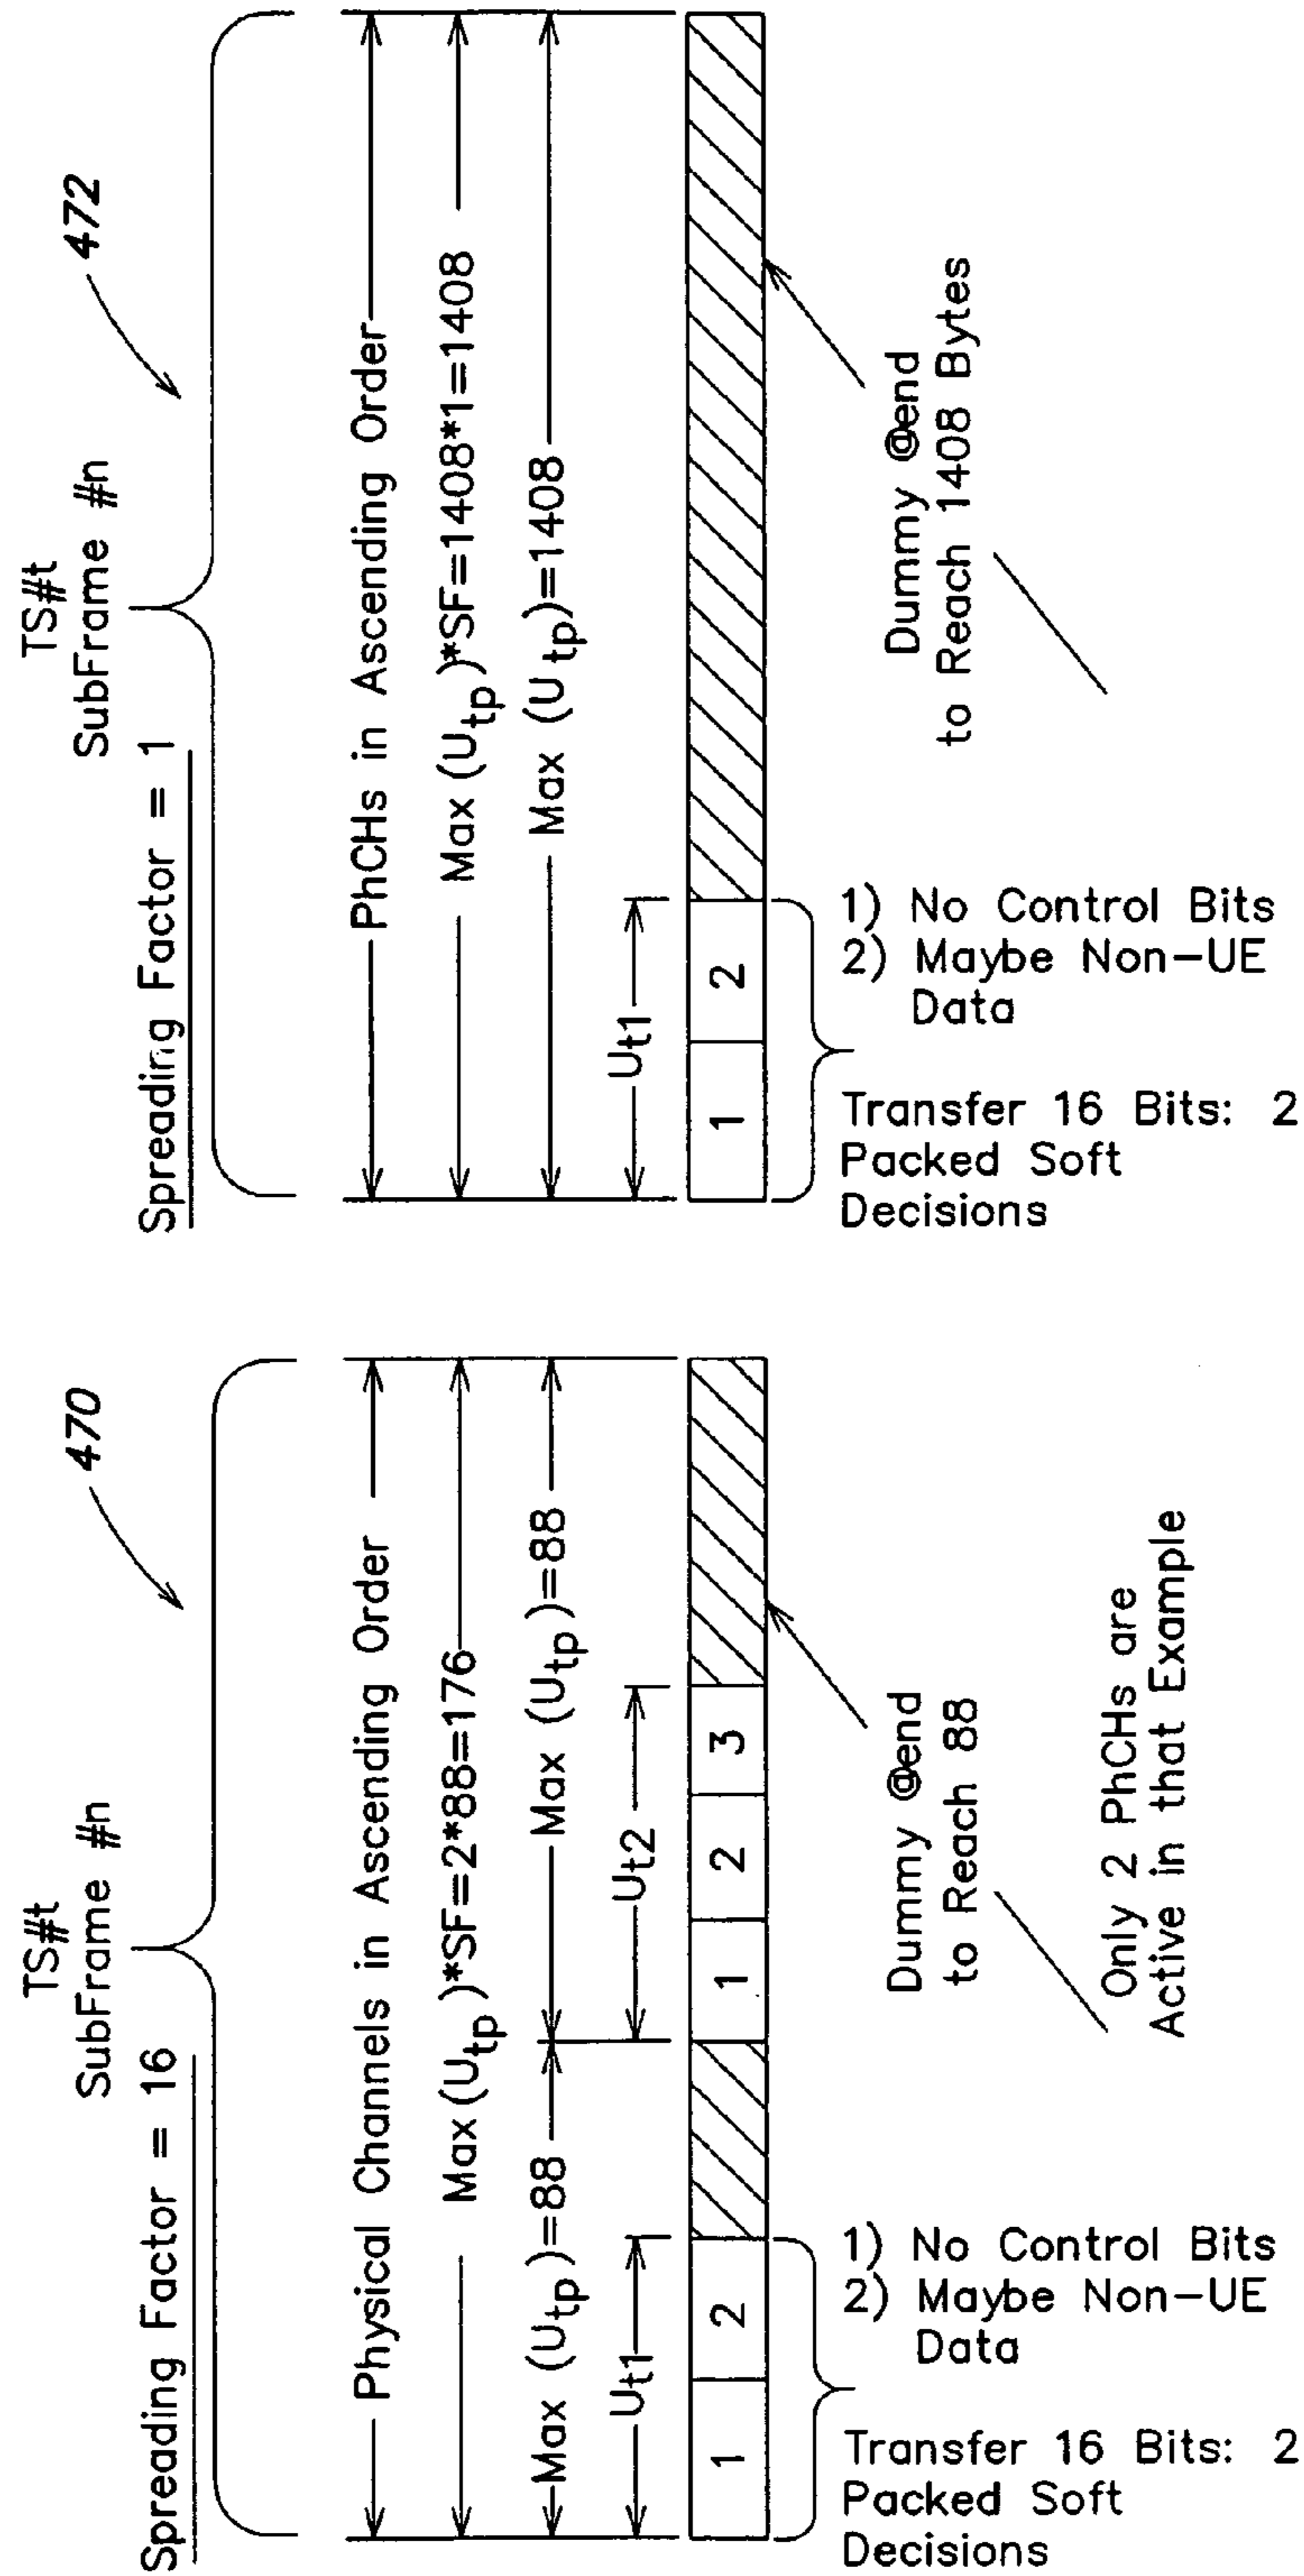 TS#t
SubFrame #n
470
Spreading Factor = 16
Physical Channels in Ascending Order
Max(Utp)*SF=2*88=176
Max (Utp)=88
Max (Utp)=88
Ut1
Ut2
1
2
1
2
3
1) No Control Bits
2) Maybe Non-UE
Data
Transfer 16 Bits: 2
Packed Soft
Decisions
Dummy @end
to Reach 88
Only 2 PhCHs are
Active in that Example
TS#t
SubFrame #n
472
Spreading Factor = 1
PhCHs in Ascending Order
Max (Utp)*SF=1408*1=1408
Max (Utp)=1408
Ut1
1
2
1) No Control Bits
2) Maybe Non-UE
Data
Transfer 16 Bits: 2
Packed Soft
Decisions
Dummy @end
to Reach 1408 Bytes